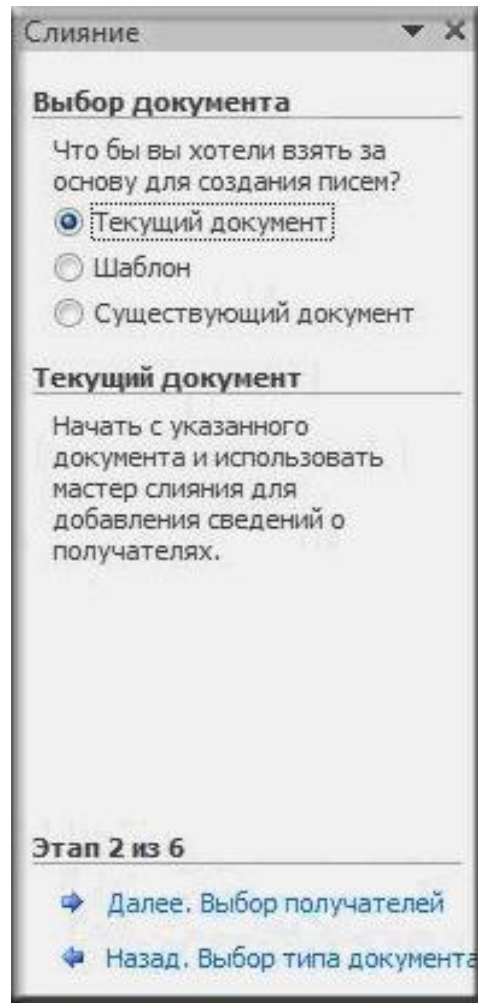 Слияние
Выбор документа
Что бы вы хотели взять за
основу для создания писем?
Текущий документ
Шаблон
Существующий документ
Текущий документ
Начать с указанного
документа и использовать
мастер слияния для
добавления сведений о
получателях.
Этап 2 из 6
Далее. Выбор получателей
Назад. Выбор типа документа